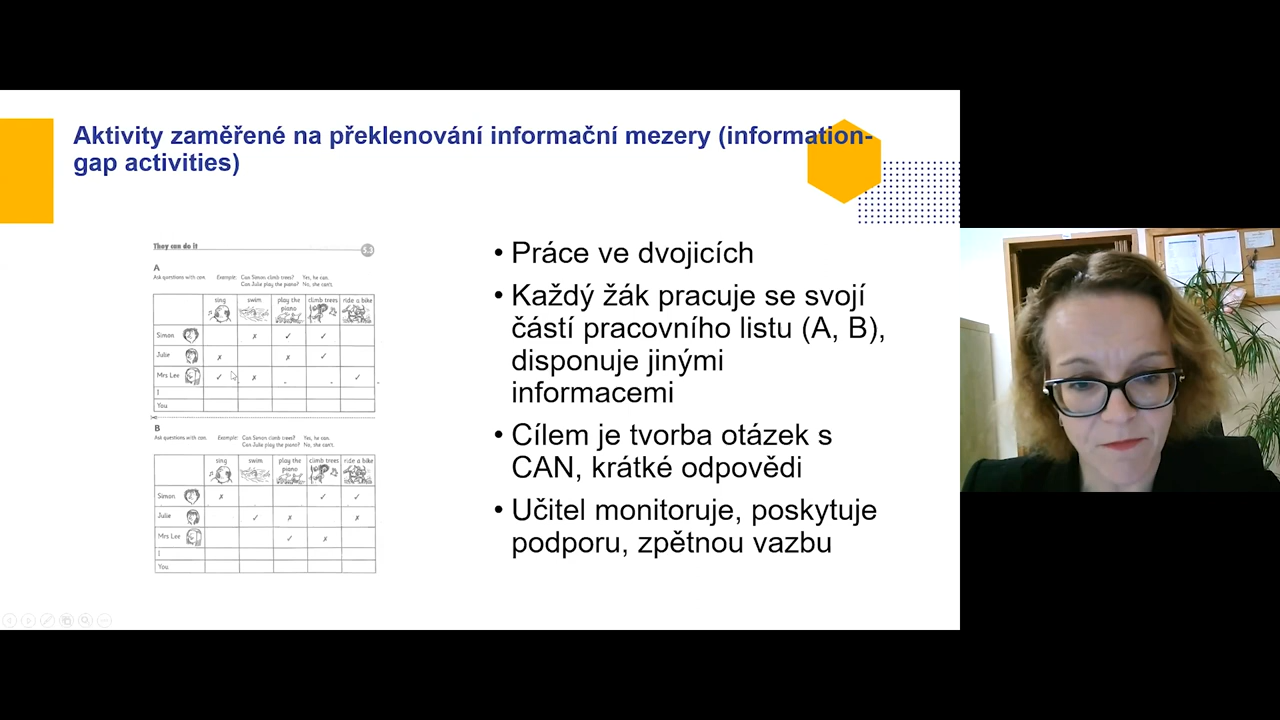 Aktivity zaměřené na překlenování informační mezery (information-
gap activities)
They can do it
5.3
A
Ask questions with can. Example: Can Simon climb trees? Yes, he can.
Can Julie play the piano? No, she can't.
sing swim play the piano climb trees ride a bike
Simon ✗ ✓ ✓
Julie ✗ ✗ ✓
Mrs Lee ✓ ✗ ✓
I
You
B
Ask questions with can. Example: Can Simon climb trees? Yes, he can.
Can Julie play the piano? No, she can't.
sing swim play the piano climb trees ride a bike
Simon ✗ ✓ ✓
Julie ✓ ✗ ✗
Mrs Lee ✓ ✗
I
You
• Práce ve dvojicích
• Každý žák pracuje se svojí
částí pracovního listu (A, B),
disponuje jinými
informacemi
• Cílem je tvorba otázek s
CAN, krátké odpovědi
• Učitel monitoruje, poskytuje
podporu, zpětnou vazbu